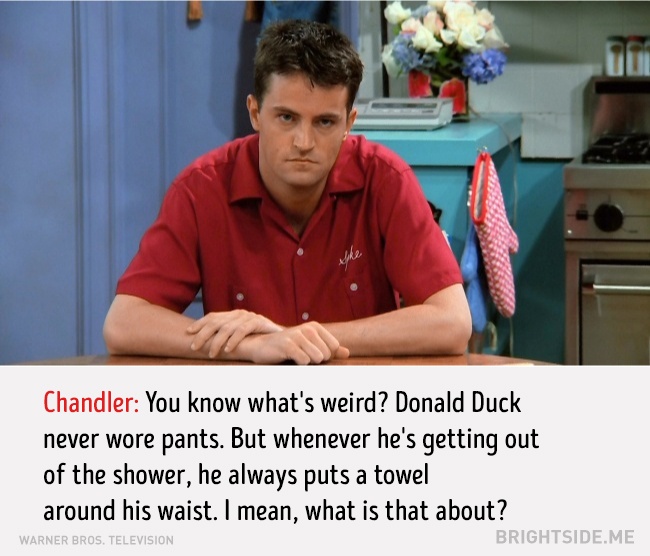 Chandler: You know what's weird? Donald Duck
never wore pants. But whenever he's getting out
of the shower, he always puts a towel
around his waist. I mean, what is that about?
WARNER BROS. TELEVISION
BRIGHTSIDE.ME